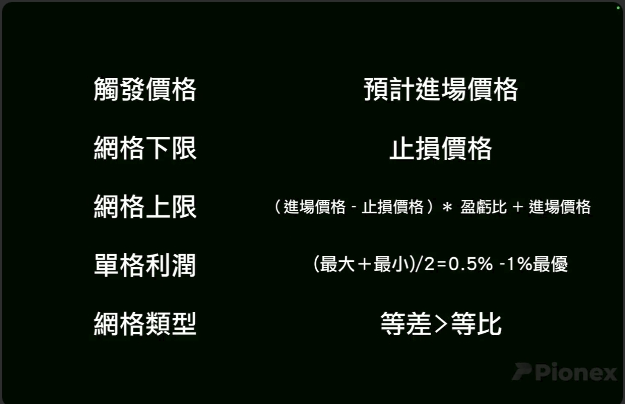 觸發價格 預計進場價格
網格下限 止損價格
網格上限 （進場價格 - 止損價格）＊ 盈虧比 + 進場價格
單格利潤 (最大＋最小)/2=0.5% -1%最優
網格類型 等差>等比
Pionex